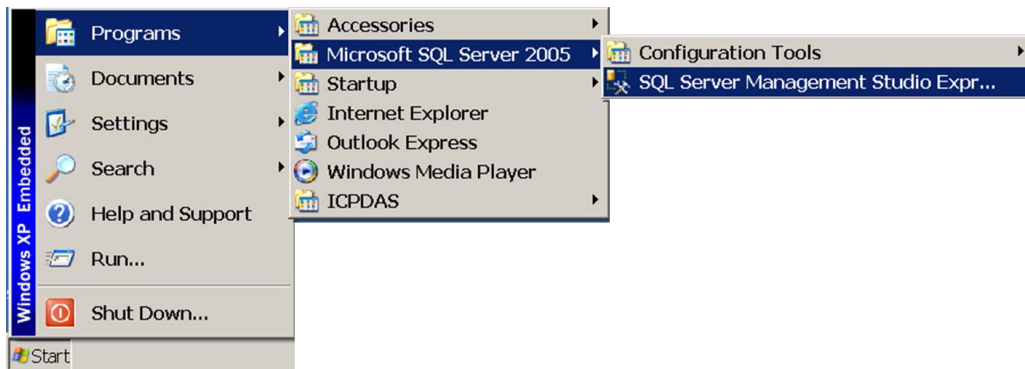 Windows XP Embedded
Programs
Documents
Settings
Search
Help and Support
Run...
Shut Down...
Start
Accessories
Microsoft SQL Server 2005
Startup
Internet Explorer
Outlook Express
Windows Media Player
ICPDAS
Configuration Tools
SQL Server Management Studio Expr...